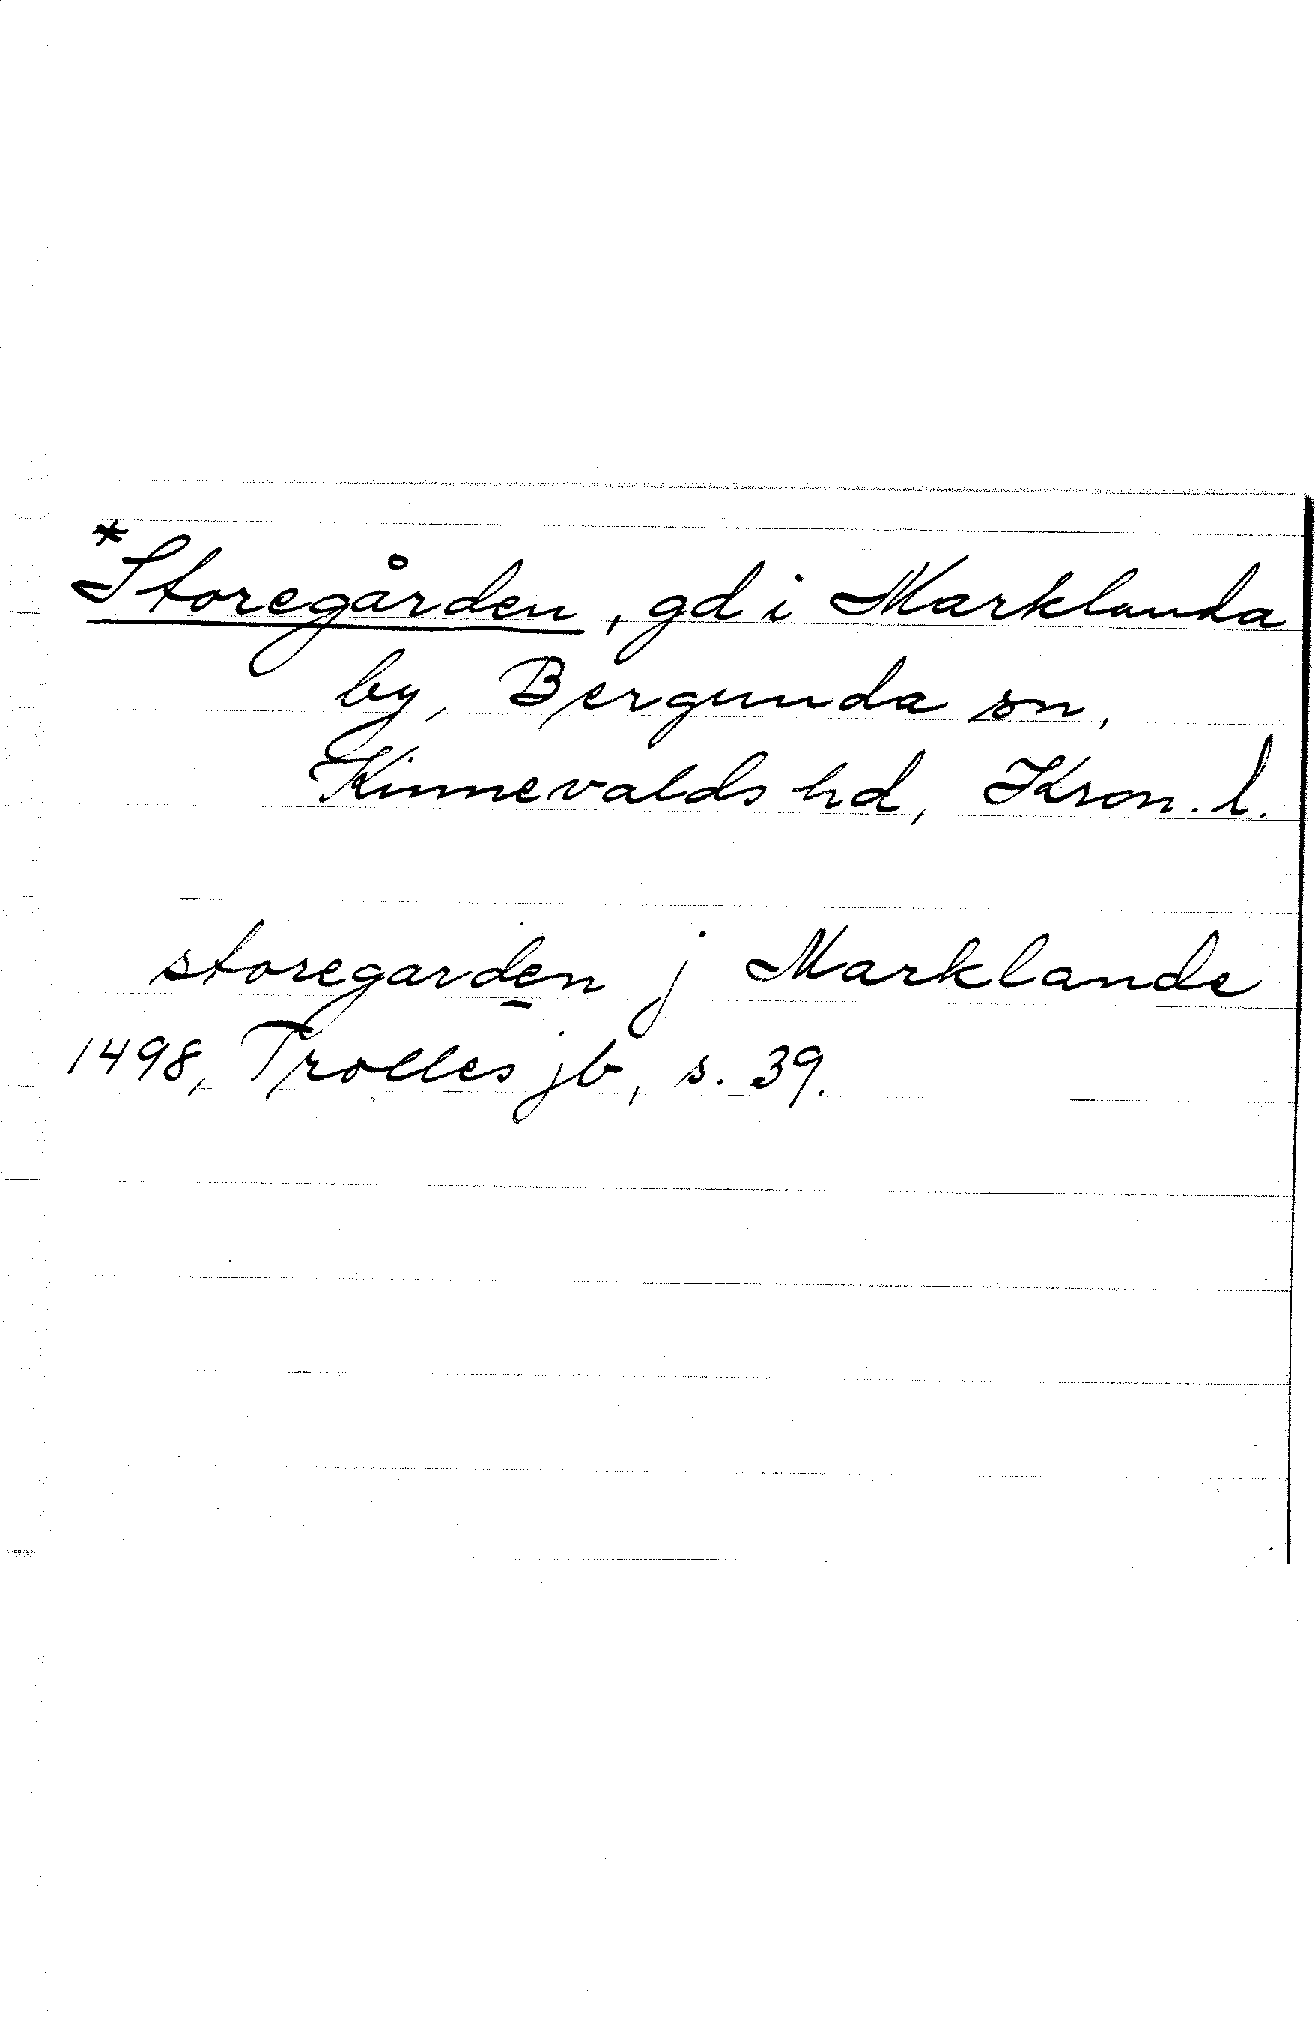 *Storegården, gd i Marklanda
by, Bergunda sn,
Kinnevalds hd, Kron. l.
storegarden j Marklande
1498, Trolles jb, s. 39.